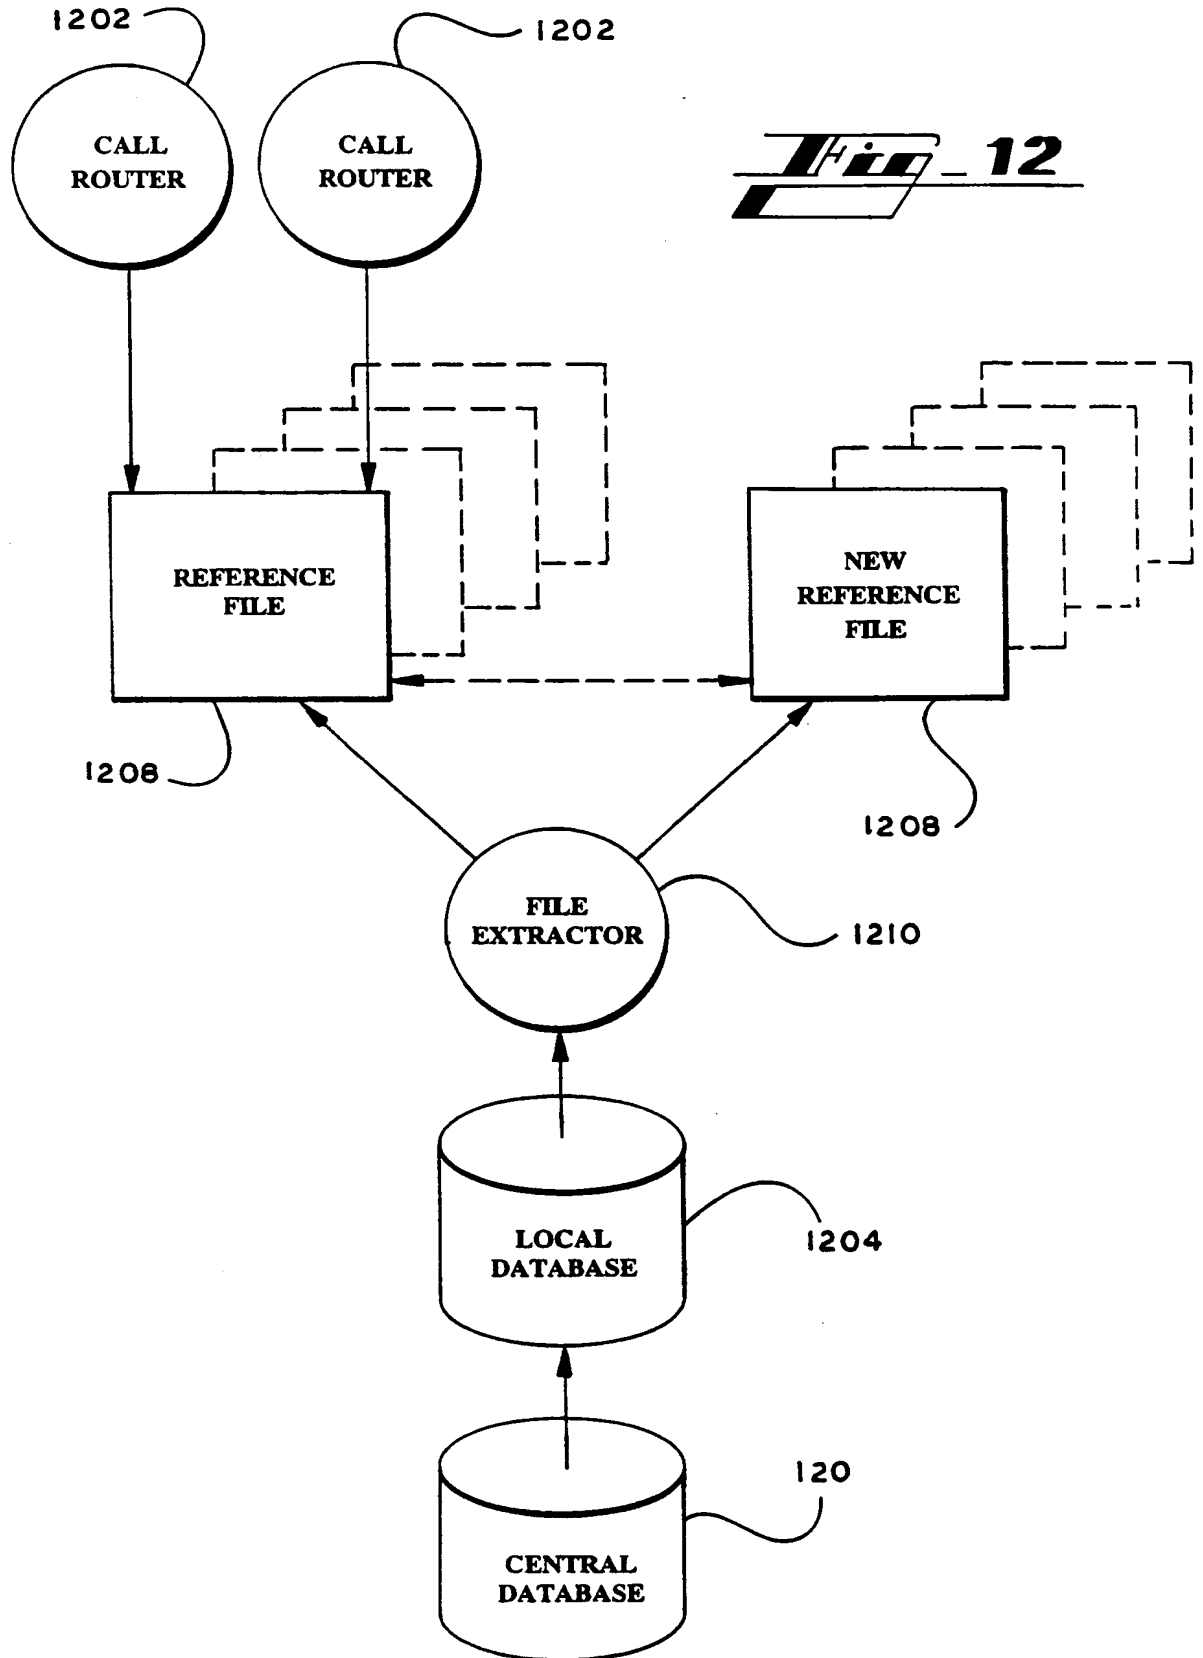 1202
1202
CALL
ROUTER
CALL
ROUTER
Fig_12
REFERENCE
FILE
NEW
REFERENCE
FILE
1208
1208
FILE
EXTRACTOR
1210
LOCAL
DATABASE
1204
120
CENTRAL
DATABASE